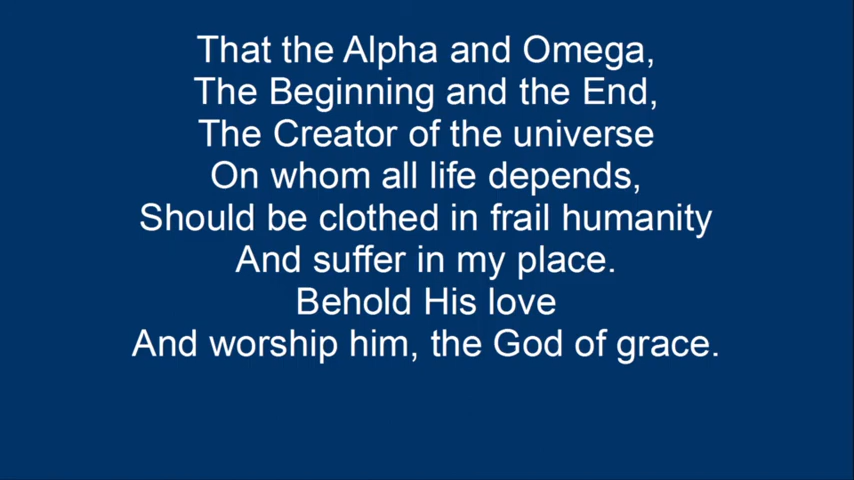 That the Alpha and Omega,
The Beginning and the End,
The Creator of the universe
On whom all life depends,
Should be clothed in frail humanity
And suffer in my place.
Behold His love
And worship him, the God of grace.